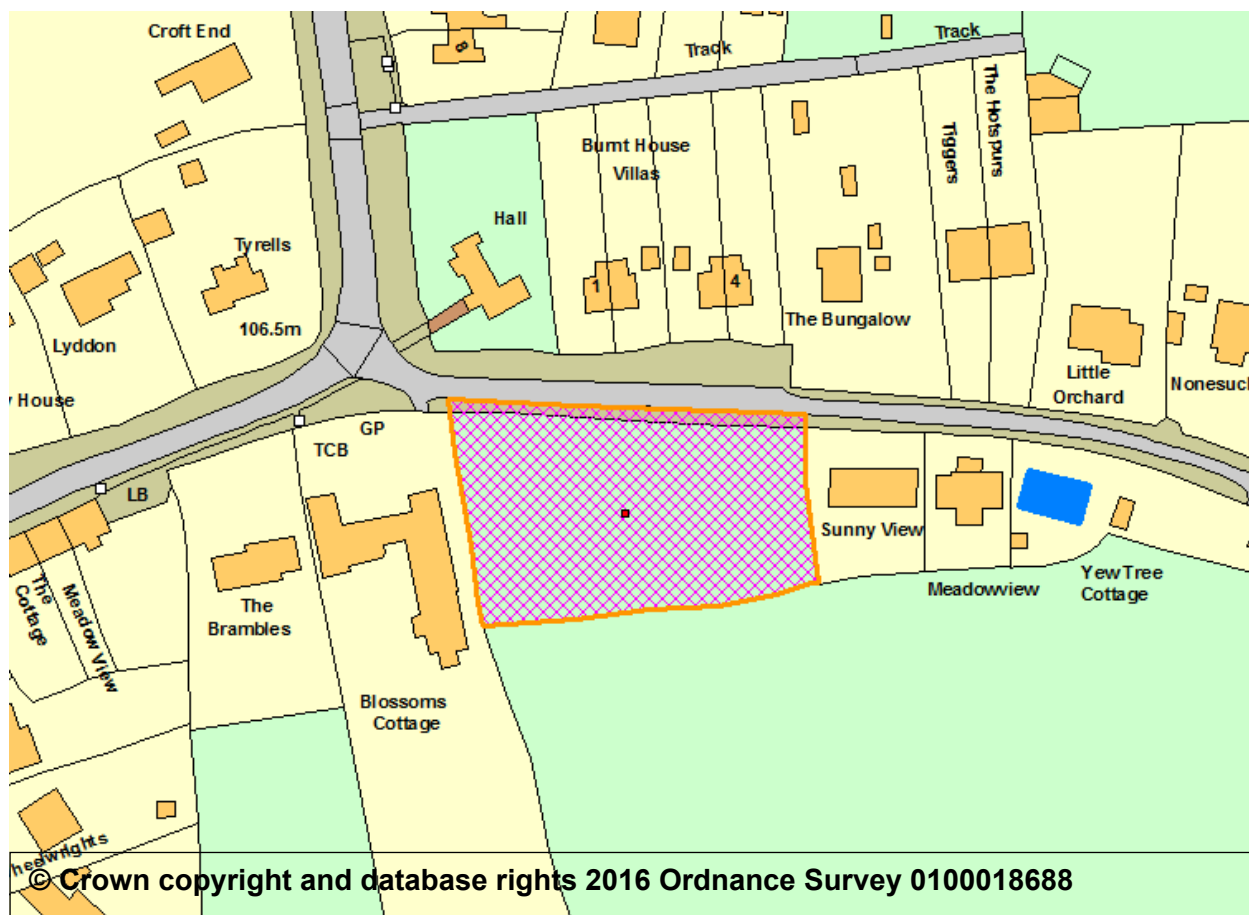 Croft End
8
Track
Track
The Hotspurs
Tiggers
Burnt House
Villas
Hall
Tyrells
1
4
106.5m
The Bungalow
Lyddon
Little
Orchard
Nonesuch
y House
GP
TCB
LB
Sunny View
Meadowview
Yew Tree
Cottage
The
Cottage
Meadow View
The
Brambles
Blossoms
Cottage
heelwrights
© Crown copyright and database rights 2016 Ordnance Survey 0100018688